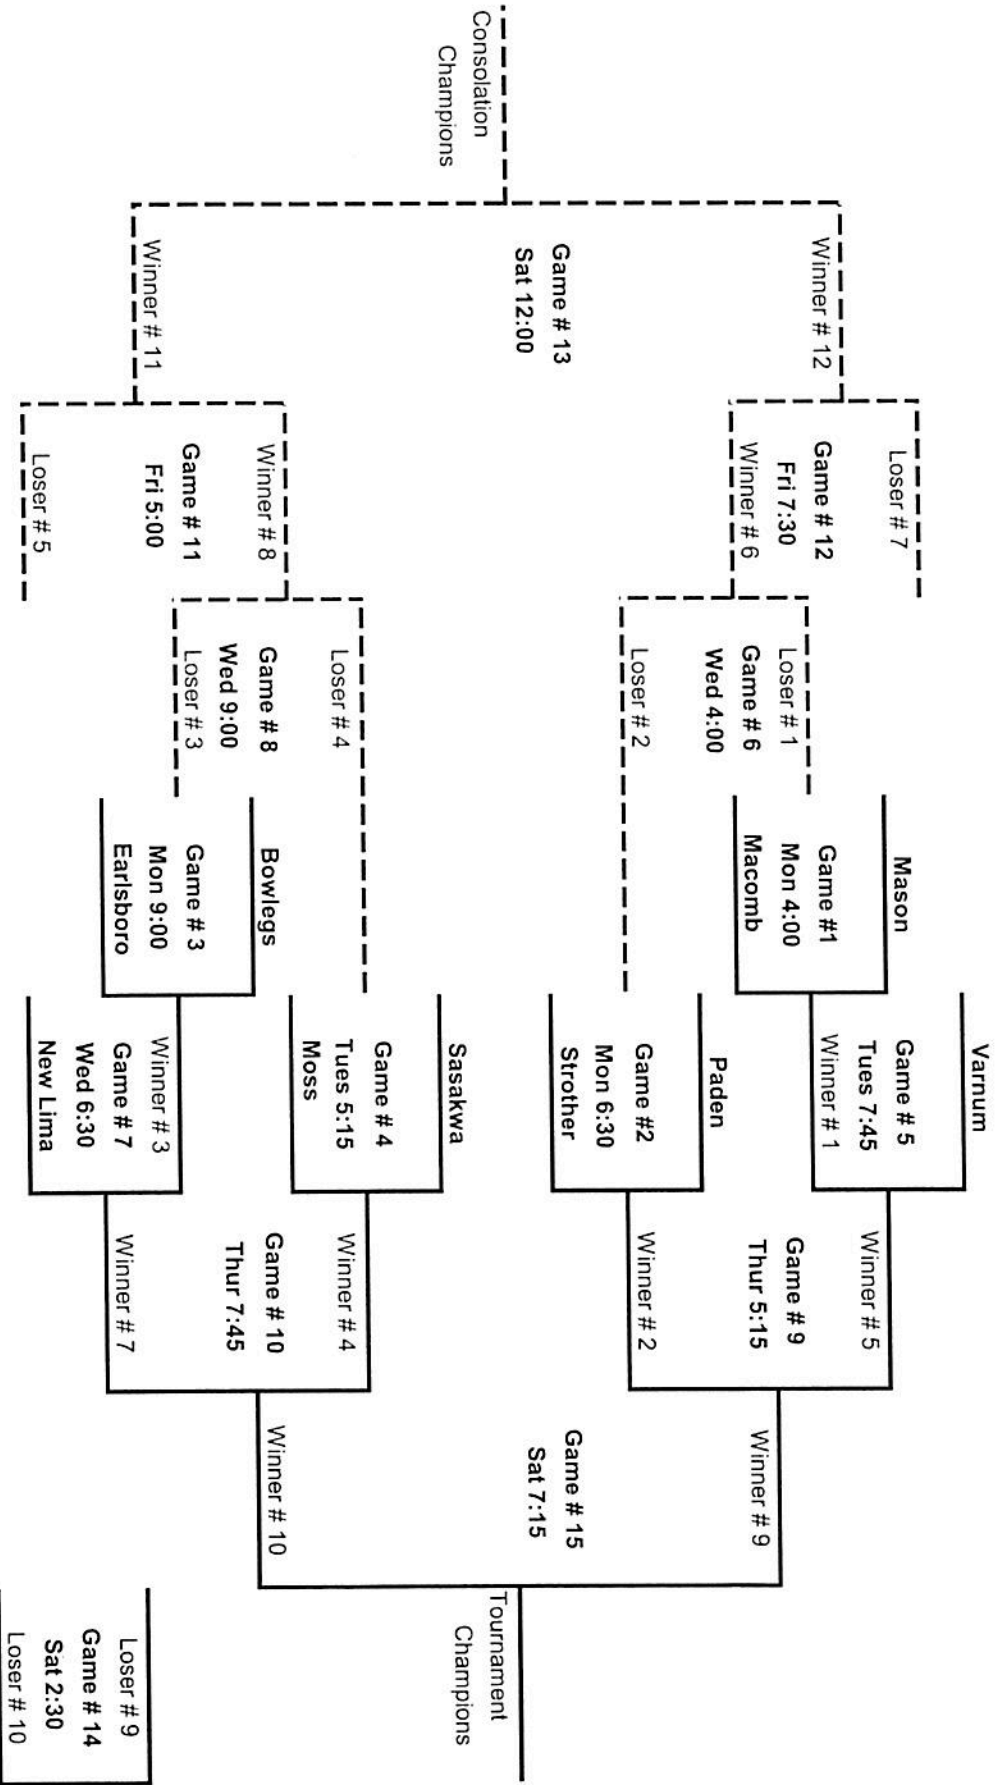 Consolation
Champions
Game # 13
Sat 12:00
Winner # 12
Winner # 11
Loser # 7
Game # 12
Fri 7:30
Winner # 6
Winner # 8
Game # 11
Fri 5:00
Loser # 5
Loser # 1
Game # 6
Wed 4:00
Loser # 2
Loser # 4
Game # 8
Wed 9:00
Loser # 3
Mason
Game #1
Mon 4:00
Macomb
Bowlegs
Game # 3
Mon 9:00
Earlsboro
Varnum
Game # 5
Tues 7:45
Winner # 1
Paden
Game #2
Mon 6:30
Strother
Sasakwa
Game # 4
Tues 5:15
Moss
Winner # 3
Game # 7
Wed 6:30
New Lima
Winner # 5
Game # 9
Thur 5:15
Winner # 2
Winner # 4
Game # 10
Thur 7:45
Winner # 7
Winner # 9
Game # 15
Sat 7:15
Winner # 10
Tournament
Champions
Loser # 9
Game # 14
Sat 2:30
Loser # 10